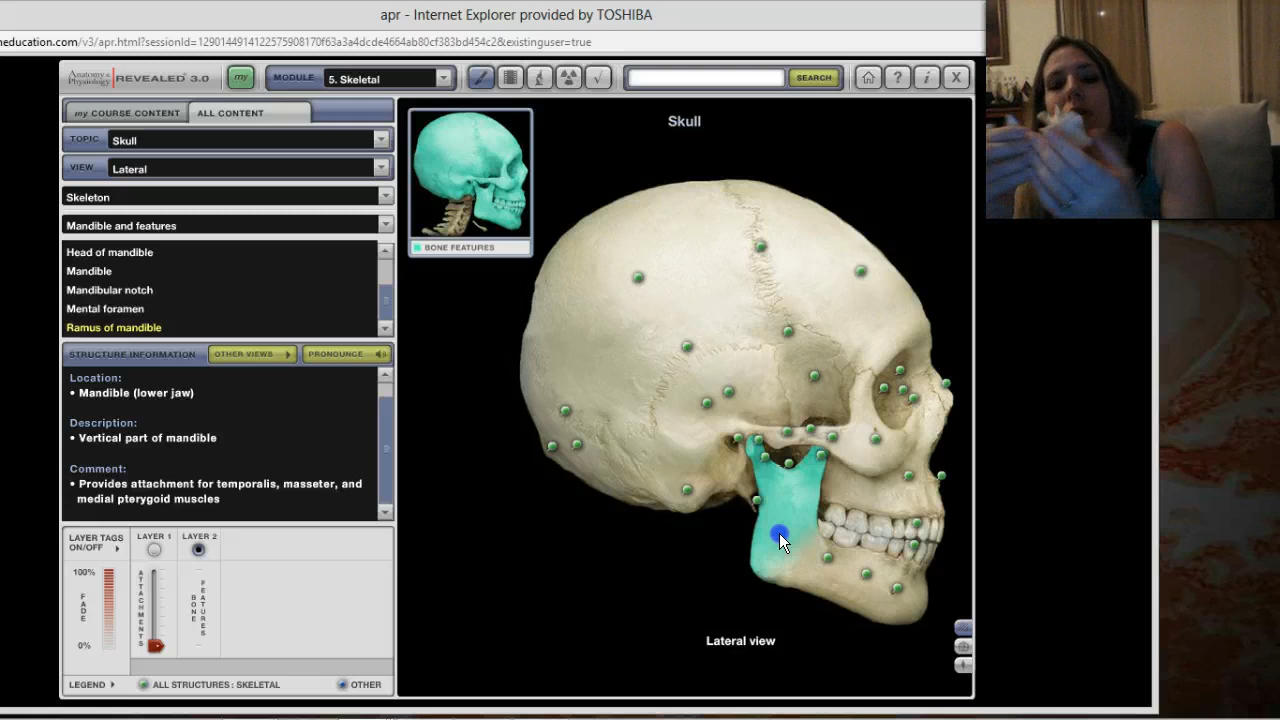 apr - Internet Explorer provided by TOSHIBA
neducation.com/v3/apr.html?sessionId=1290144914122575908170f63a3a4dcde4664ab80cf383bd454c2&existinguser=true
Anatomy & Physiology REVEALED 3.0 my MODULE 5. Skeletal SEARCH ? i X
my COURSE CONTENT ALL CONTENT
TOPIC Skull
VIEW Lateral
Skeleton
Mandible and features
Head of mandible
Mandible
Mandibular notch
Mental foramen
Ramus of mandible
STRUCTURE INFORMATION OTHER VIEWS PRONOUNCE
Location:
• Mandible (lower jaw)
Description:
• Vertical part of mandible
Comment:
• Provides attachment for temporalis, masseter, and
medial pterygoid muscles
LAYER TAGS
ON/OFF
LAYER 1
LAYER 2
100%
FADE
0%
ATTACHMENTS
BONE
FEATURES
LEGEND ALL STRUCTURES : SKELETAL OTHER
BONE FEATURES
Skull
Lateral view